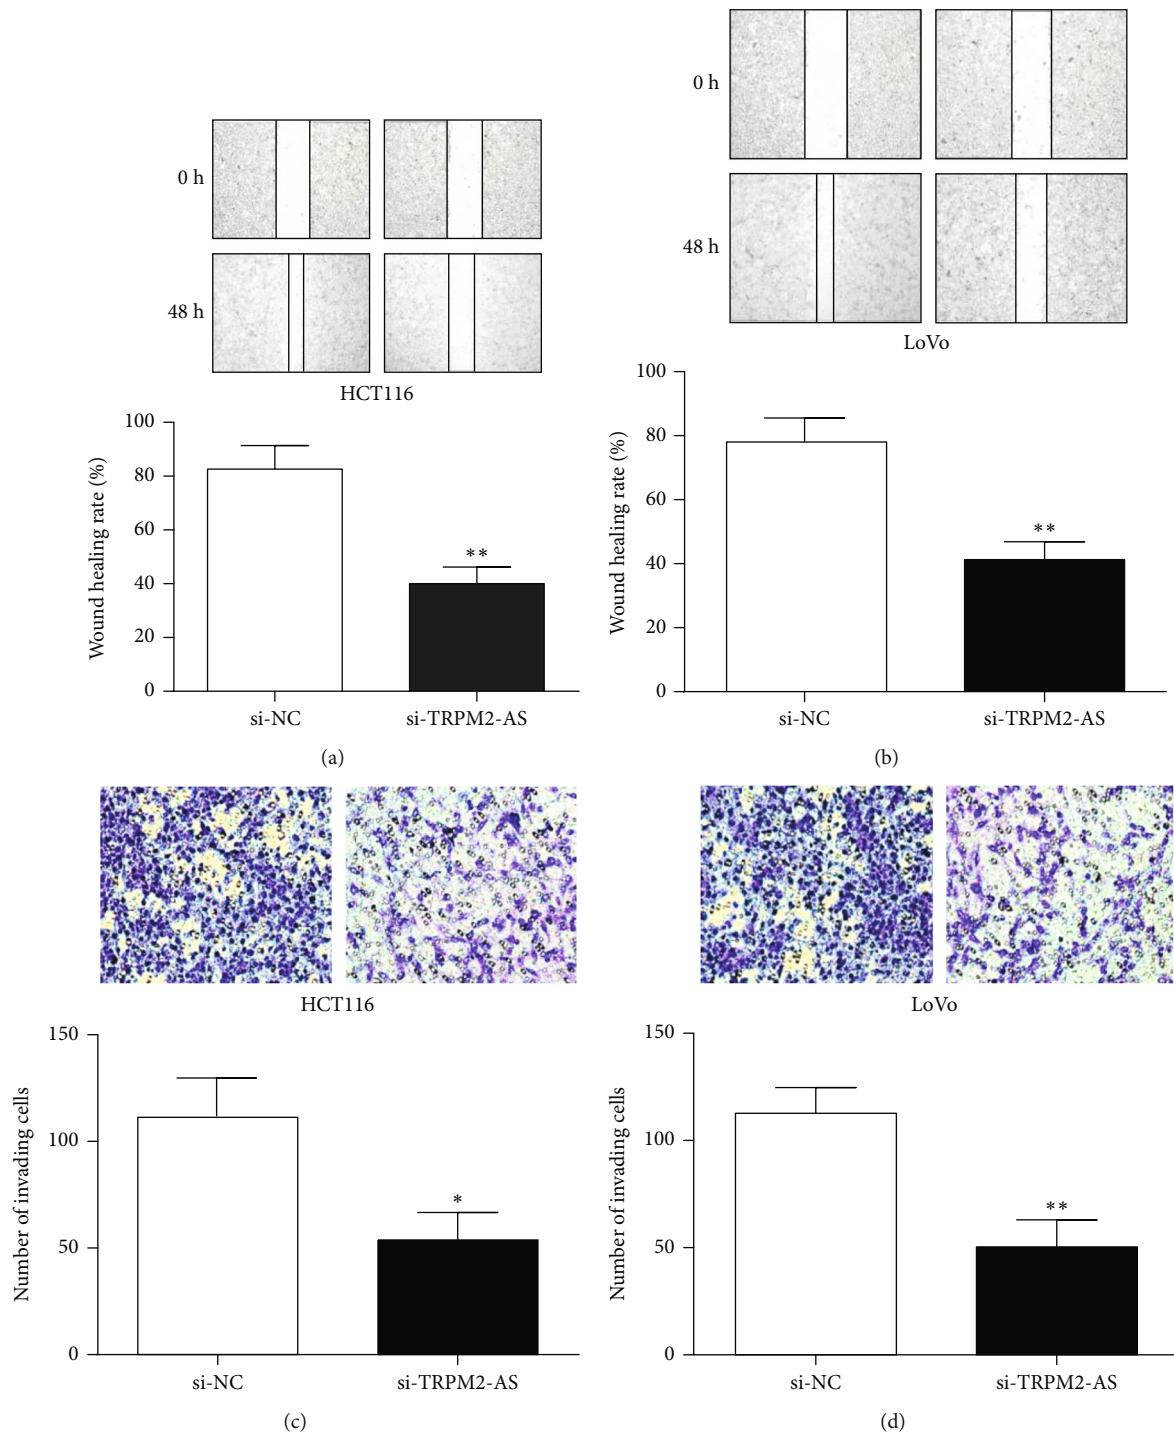 0 h
48 h
HCT116
Wound healing rate (%)
100
80
60
40
20
0
**
si-NC
si-TRPM2-AS
(a)
0 h
48 h
LoVo
Wound healing rate (%)
100
80
60
40
20
0
**
si-NC
si-TRPM2-AS
(b)
HCT116
Number of invading cells
150
100
50
0
*
si-NC
si-TRPM2-AS
(c)
LoVo
Number of invading cells
150
100
50
0
**
si-NC
si-TRPM2-AS
(d)